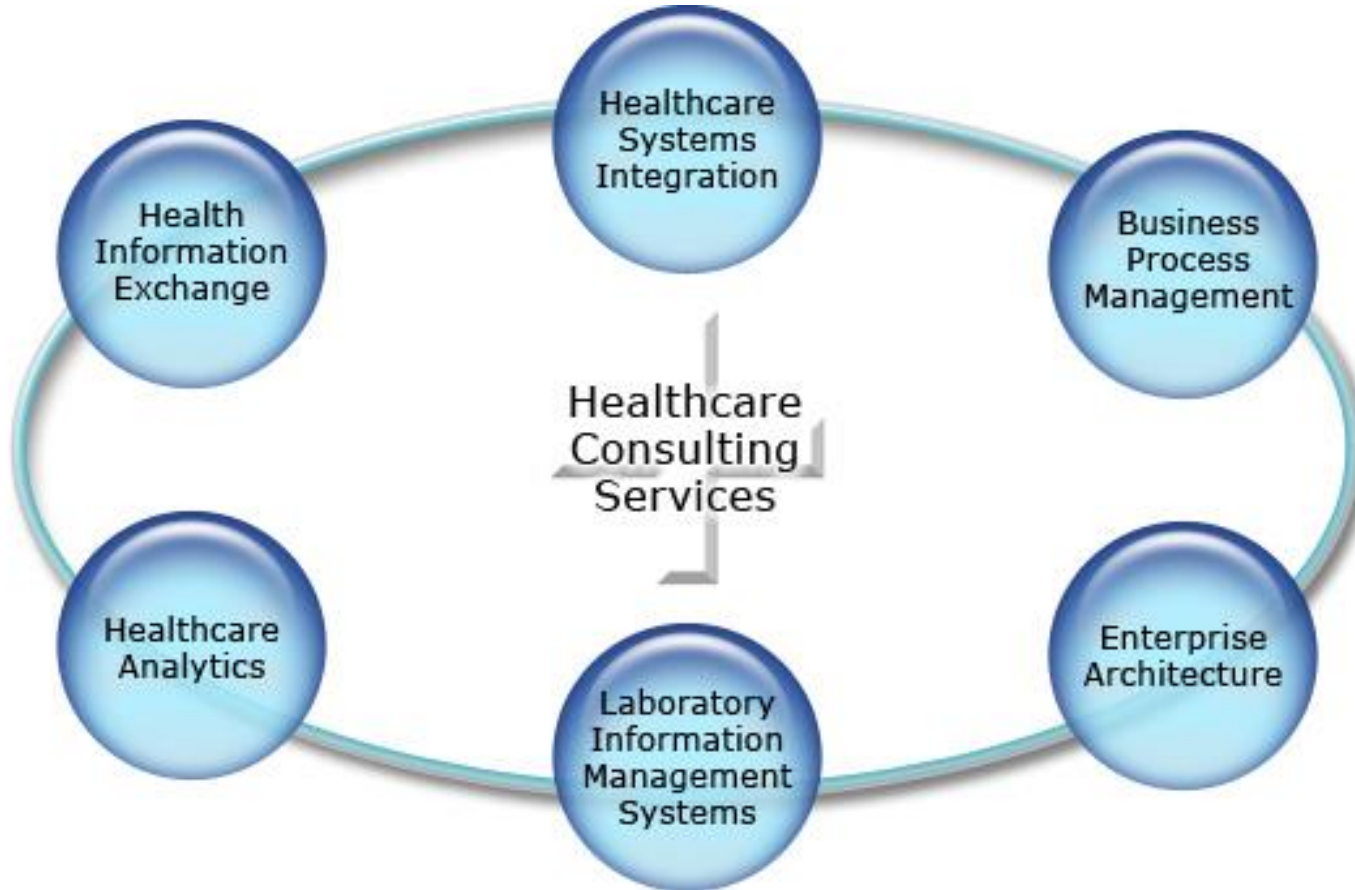 Healthcare
Systems
Integration
Health
Information
Exchange
Business
Process
Management
Healthcare
Consulting
Services
Healthcare
Analytics
Enterprise
Architecture
Laboratory
Information
Management
Systems